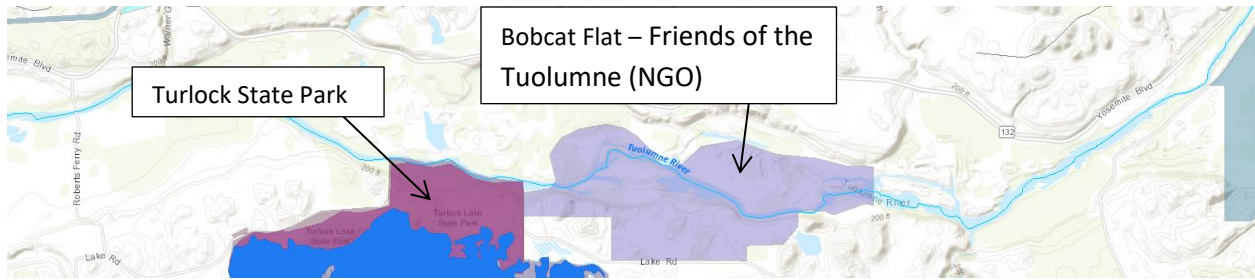 Bobcat Flat – Friends of the
Tuolumne (NGO)
Turlock State Park
200 ft
200 ft
Yosemite Blvd
132
Roberts Ferry Rd
200 ft
Tuolumne River
Tuolumne River
200 ft
Turlock Lake
State Park
Turlock Lake
State Park
Lake Rd
Lake Rd